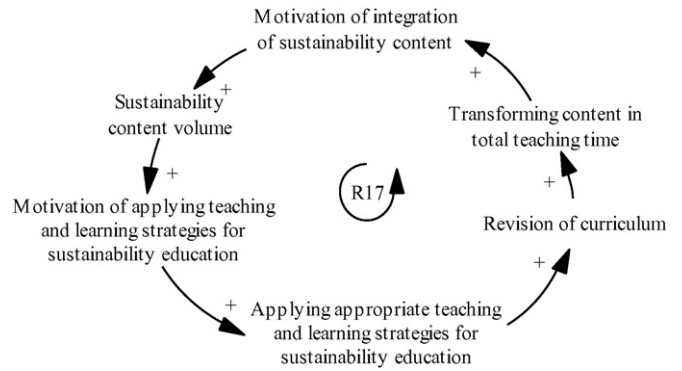 Motivation of integration
of sustainability content
+
Sustainability
content volume
+
Transforming content in
total teaching time
+
+
R17
Motivation of applying teaching
and learning strategies for
sustainability education
Revision of curriculum
+
+
Applying appropriate teaching
and learning strategies for
sustainability education